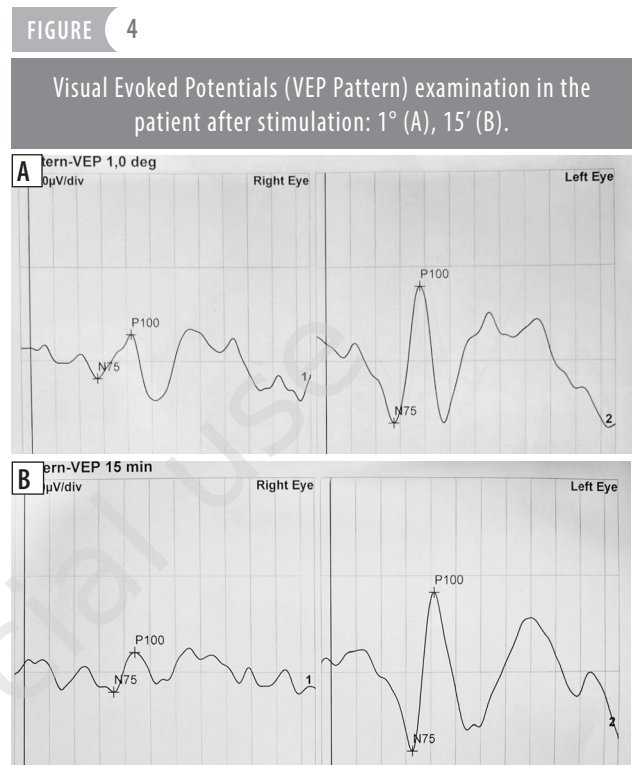 FIGURE 4
Visual Evoked Potentials (VEP Pattern) examination in the
patient after stimulation: 1° (A), 15′ (B).
A
tern-VEP 1,0 deg
0µV/div
Right Eye
Left Eye
P100
N75
1
P100
N75
2
B
ern-VEP 15 min
µV/div
Right Eye
Left Eye
P100
N75
1
P100
N75
2
cial use